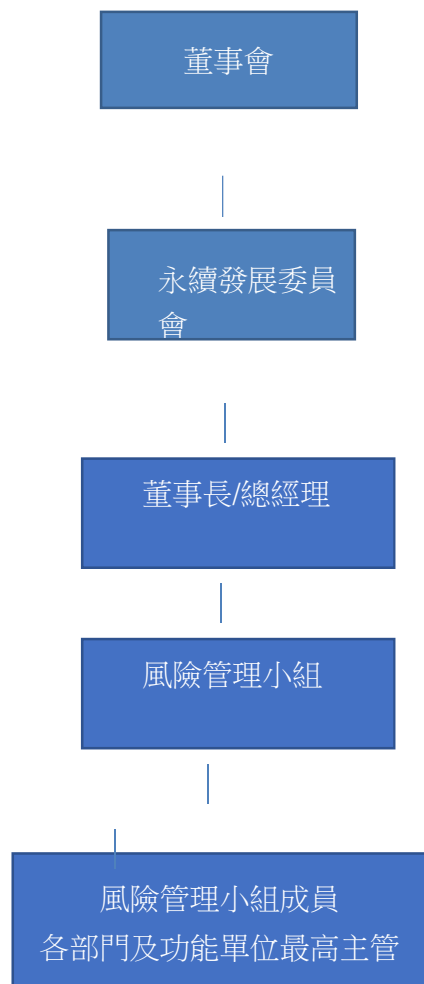 董事會
永續發展委員
會
董事長/總經理
風險管理小組
風險管理小組成員
各部門及功能單位最高主管